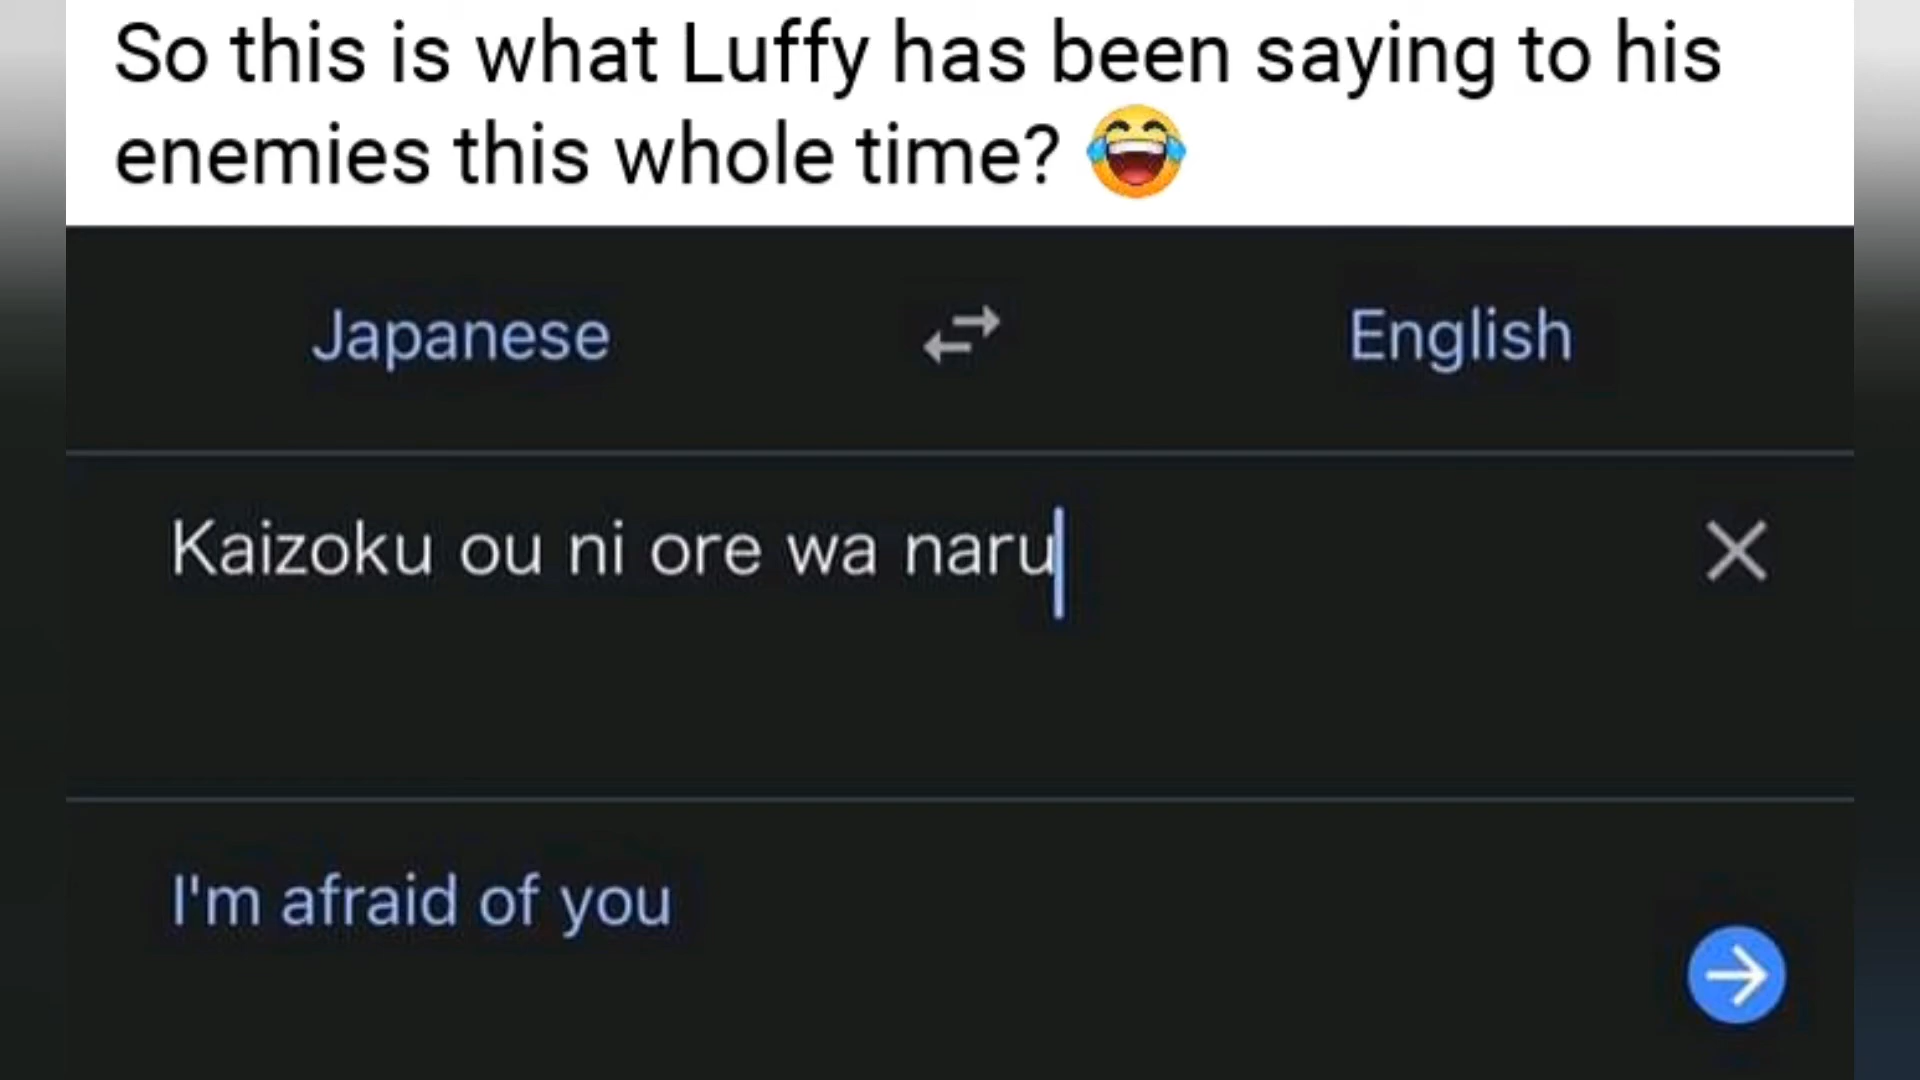 So this is what Luffy has been saying to his
enemies this whole time? 😂
Japanese
English
Kaizoku ou ni ore wa naru
I'm afraid of you